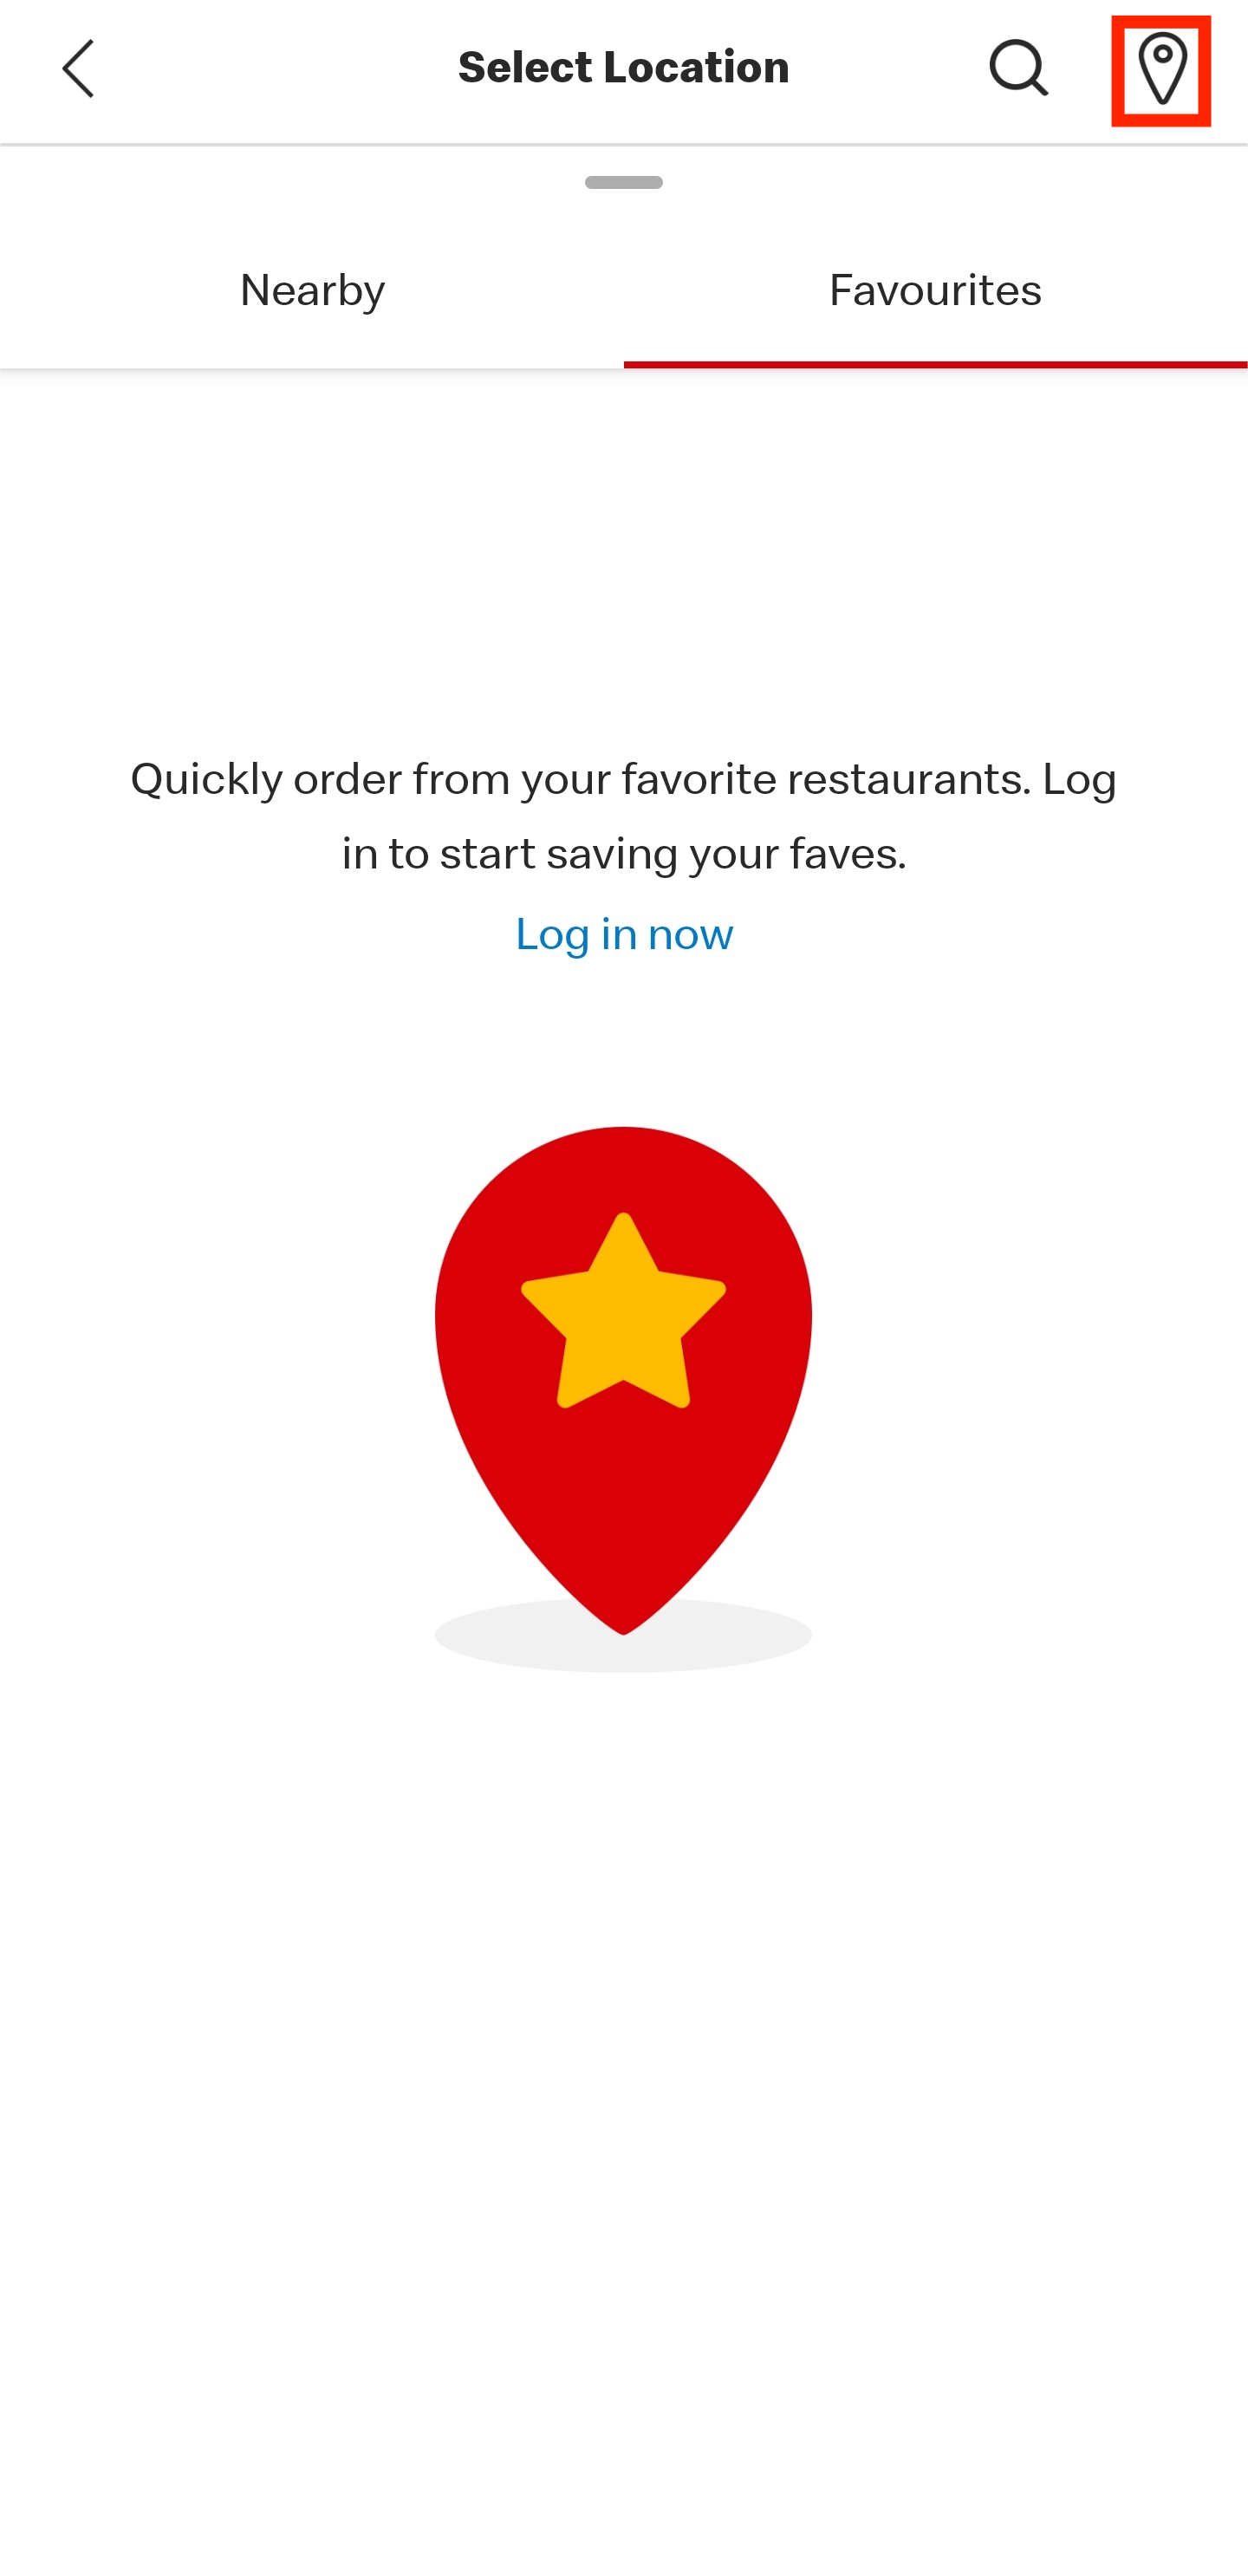 Select Location
Nearby
Favourites
Quickly order from your favorite restaurants. Log
in to start saving your faves.
Log in now